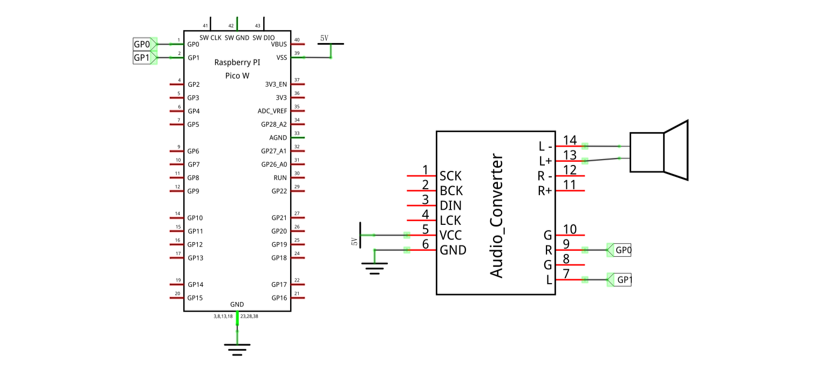 41 42 43
SW CLK SW GND SW DIO
GP0 1 GP0 VBUS 40 5V
GP1 2 GP1 VSS 39
Raspberry PI
Pico W
4 GP2 3V3_EN 37
5 GP3 3V3 36
6 GP4 ADC_VREF 35
7 GP5 GP28_A2 34
AGND 33
9 GP6 GP27_A1 32
10 GP7 GP26_A0 31
11 GP8 RUN 30
12 GP9 GP22 29
14 GP10 GP21 27
15 GP11 GP20 26
16 GP12 GP19 25
17 GP13 GP18 24
19 GP14 GP17 22
20 GP15 GP16 21
GND
3,8,13,18 23,28,38
Audio_Converter
1 SCK L - 14
2 BCK L+ 13
3 DIN R - 12
4 LCK R+ 11
5V 5 VCC G 10
6 GND R 9 GP0
G 8
L 7 GP1